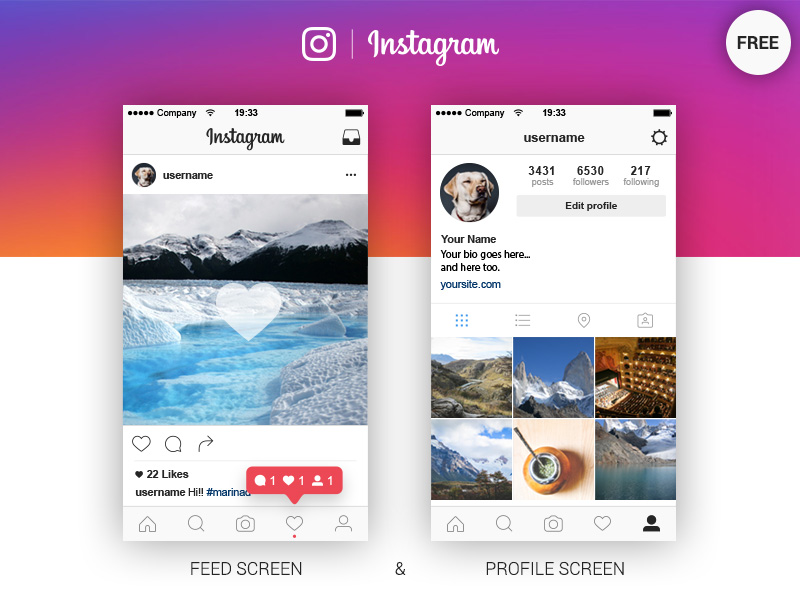 Instagram
FREE
Company 19:33
Instagram
username
22 Likes
username Hi!! #marinad
1 1 1
Company 19:33
username
3431 6530 217
posts followers following
Edit profile
Your Name
Your bio goes here...
and here too.
yoursite.com
FEED SCREEN & PROFILE SCREEN